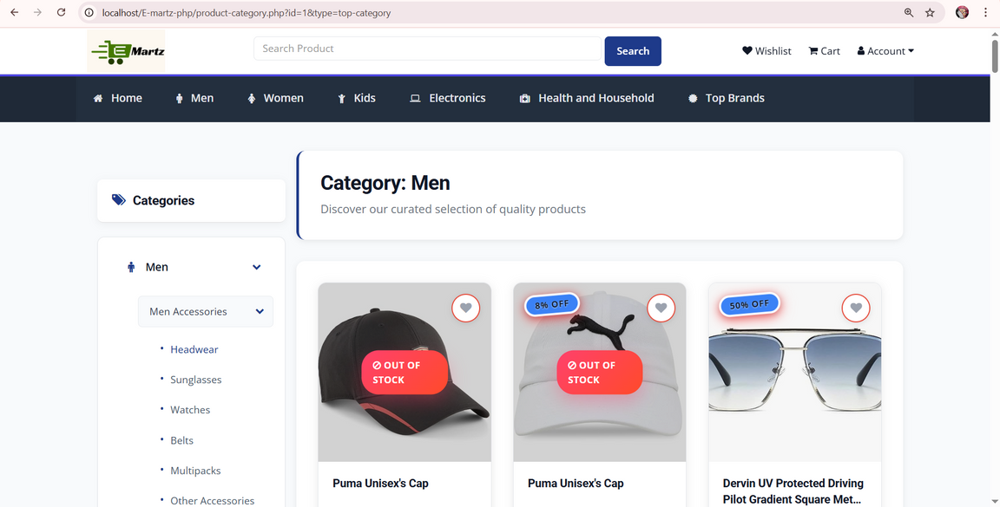 localhost/E-martz-php/product-category.php?id=1&type=top-category
E Martz
Search Product
Search
Wishlist
Cart
Account
Home
Men
Women
Kids
Electronics
Health and Household
Top Brands
Categories
Category: Men
Discover our curated selection of quality products
Men
Men Accessories
Headwear
Sunglasses
Watches
Belts
Multipacks
Other Accessories
OUT OF
STOCK
Puma Unisex's Cap
8% OFF
OUT OF
STOCK
Puma Unisex's Cap
50% OFF
Dervin UV Protected Driving
Pilot Gradient Square Met...